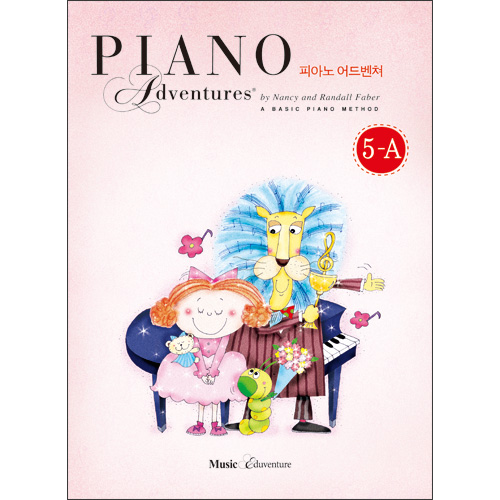 PIANO 피아노 어드벤쳐
Adventures® by Nancy and Randall Faber
A BASIC PIANO METHOD
5-A
Music Eduventure